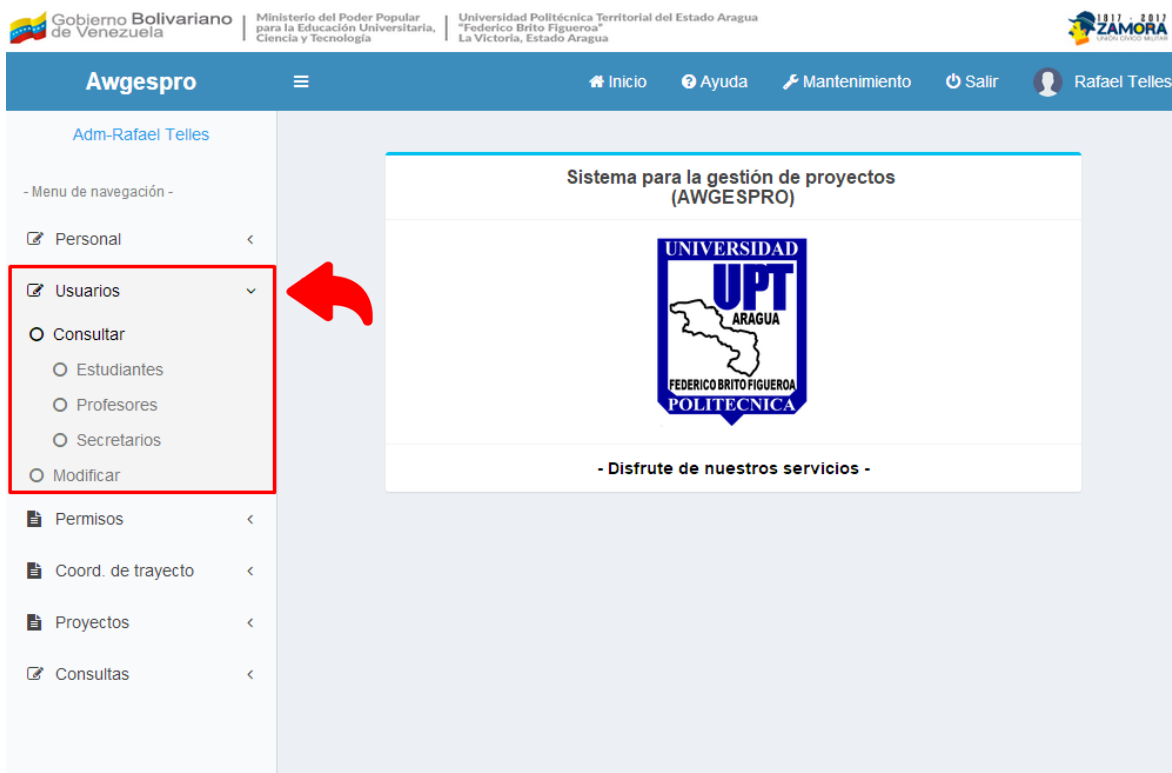 Gobierno Bolivariano
de Venezuela
Ministerio del Poder Popular
para la Educación Universitaria,
Ciencia y Tecnología
Universidad Politécnica Territorial del Estado Aragua
"Federico Brito Figueroa"
La Victoria, Estado Aragua
1817 - 2017
ZAMORA
UNIÓN CÍVICO MILITAR
Awgespro
Inicio
Ayuda
Mantenimiento
Salir
Rafael Telles
Adm-Rafael Telles
- Menu de navegación -
Personal
Usuarios
Consultar
Estudiantes
Profesores
Secretarios
Modificar
Permisos
Coord. de trayecto
Proyectos
Consultas
Sistema para la gestión de proyectos
(AWGESPRO)
UNIVERSIDAD
UPT
ARAGUA
FEDERICO BRITO FIGUEROA
POLITECNICA
- Disfrute de nuestros servicios -